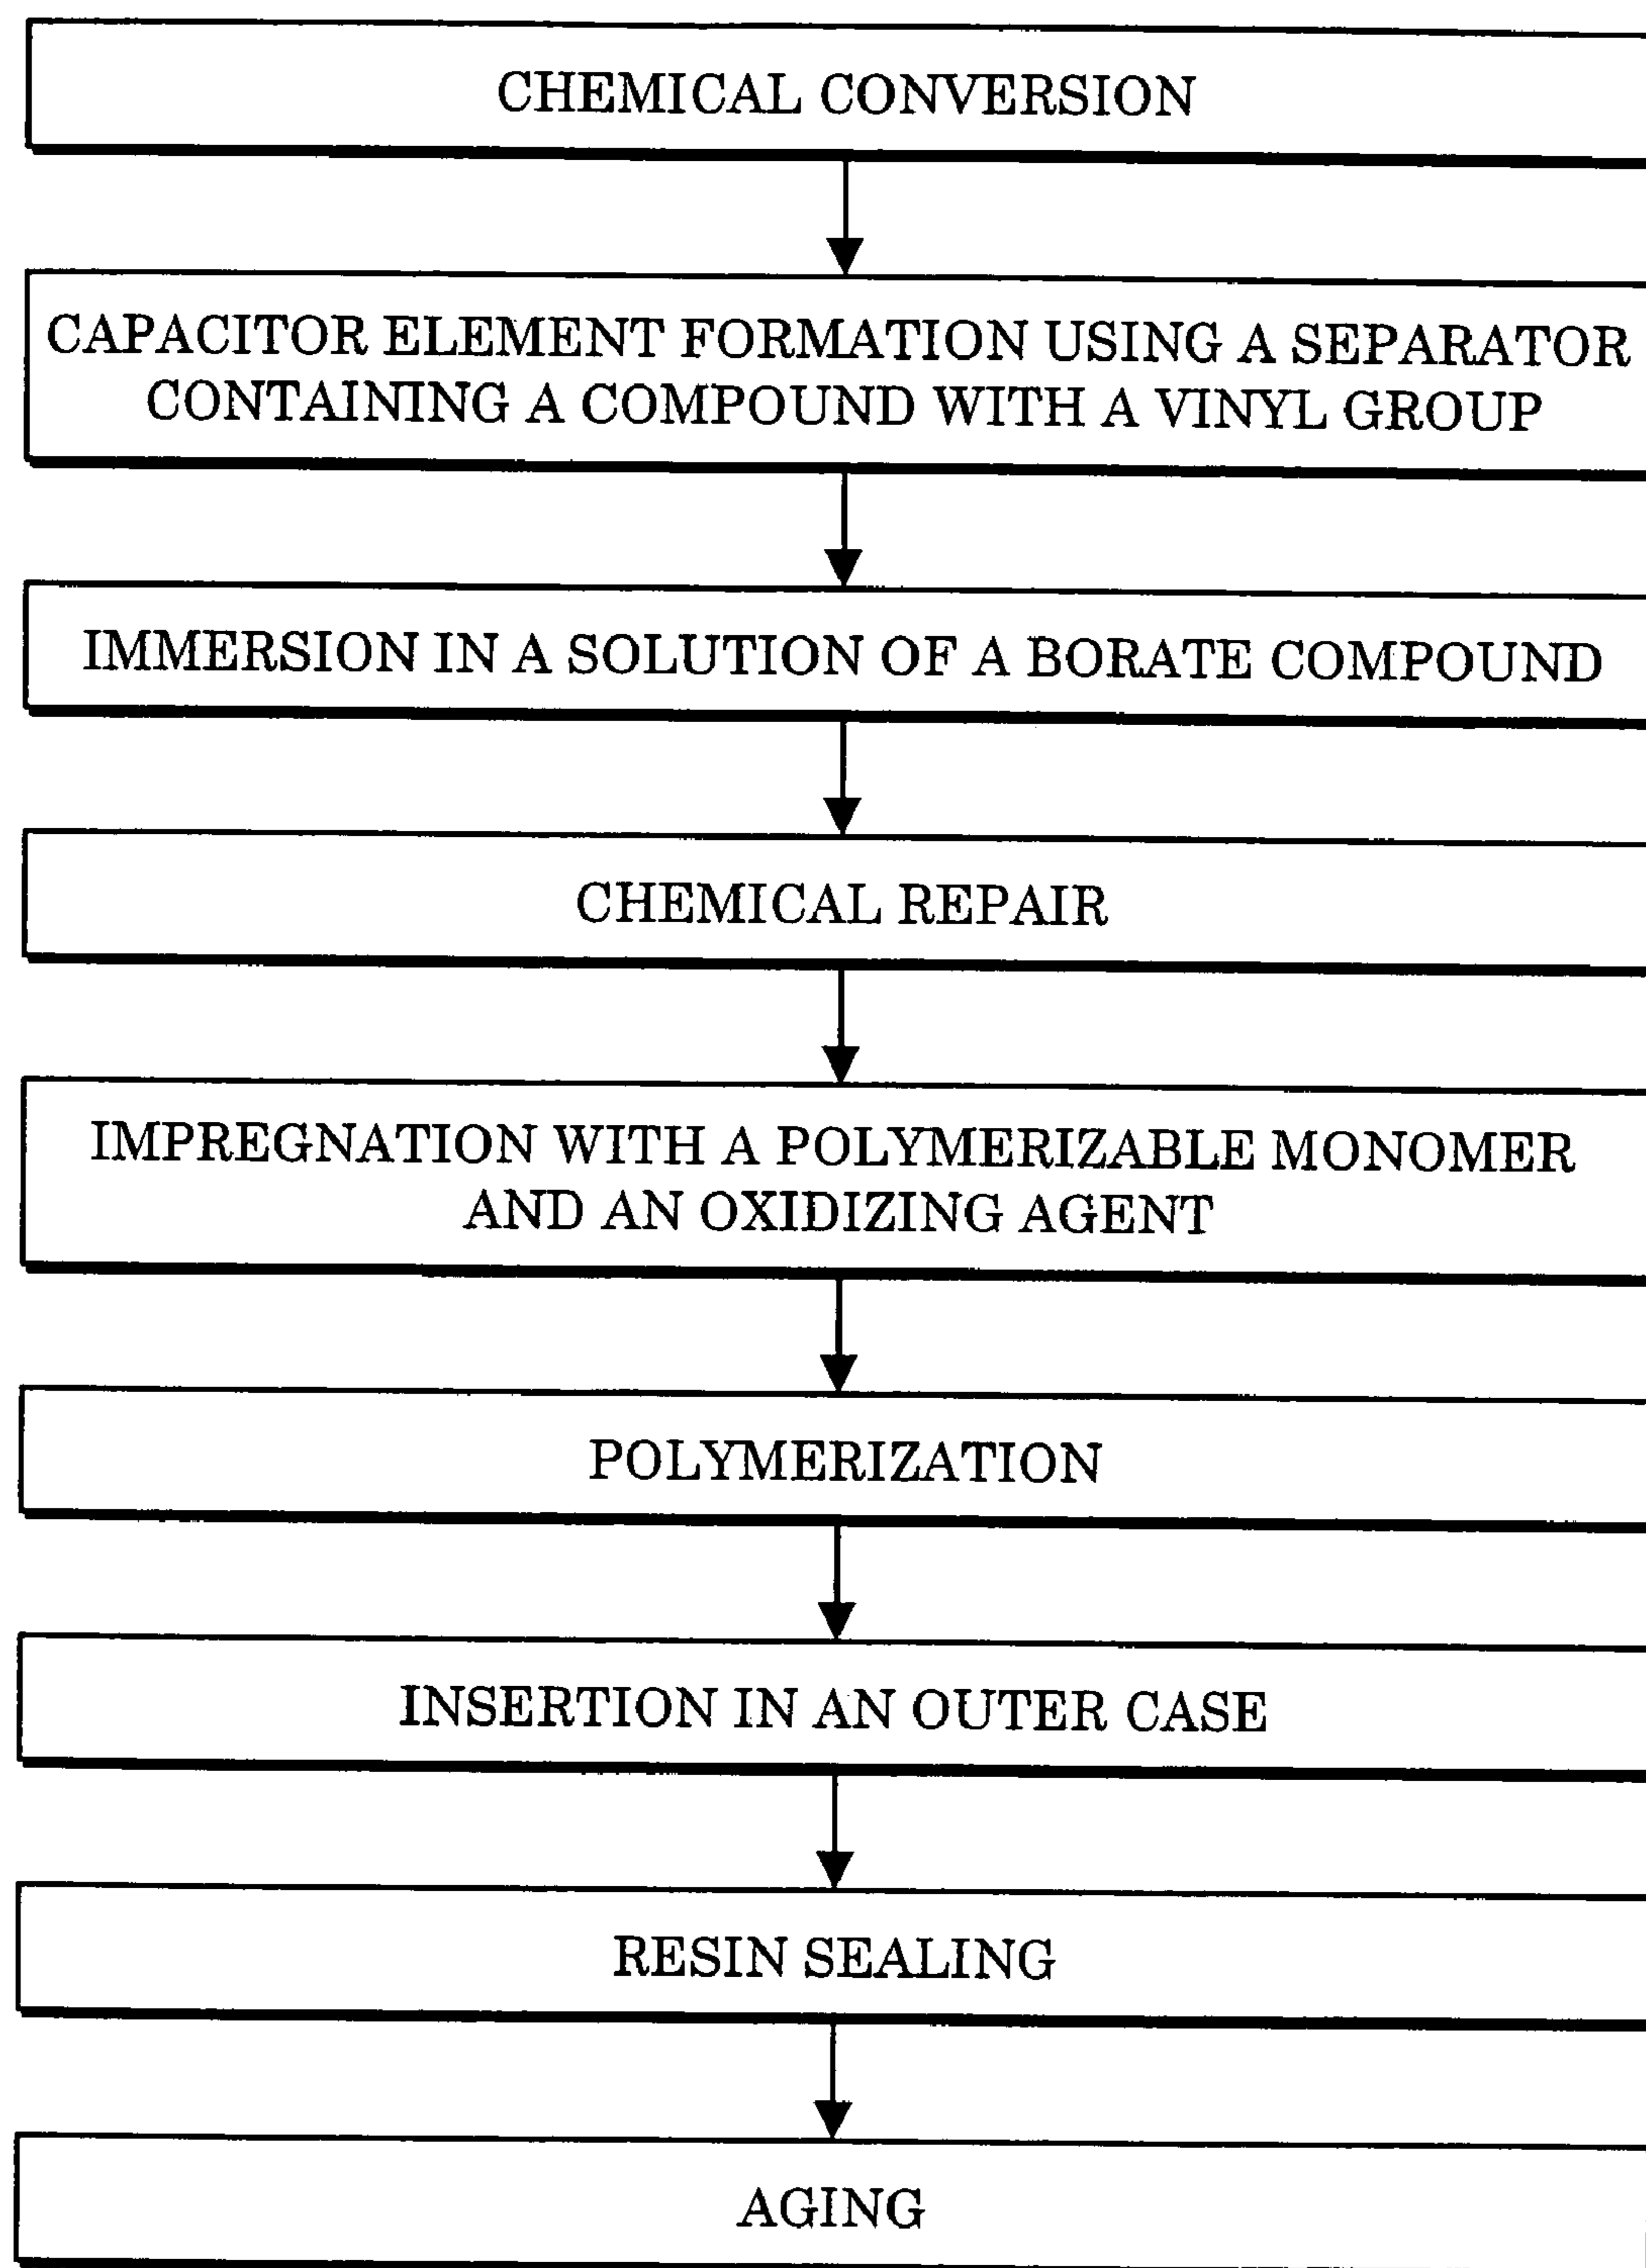 CHEMICAL CONVERSION
CAPACITOR ELEMENT FORMATION USING A SEPARATOR
CONTAINING A COMPOUND WITH A VINYL GROUP
IMMERSION IN A SOLUTION OF A BORATE COMPOUND
CHEMICAL REPAIR
IMPREGNATION WITH A POLYMERIZABLE MONOMER
AND AN OXIDIZING AGENT
POLYMERIZATION
INSERTION IN AN OUTER CASE
RESIN SEALING
AGING